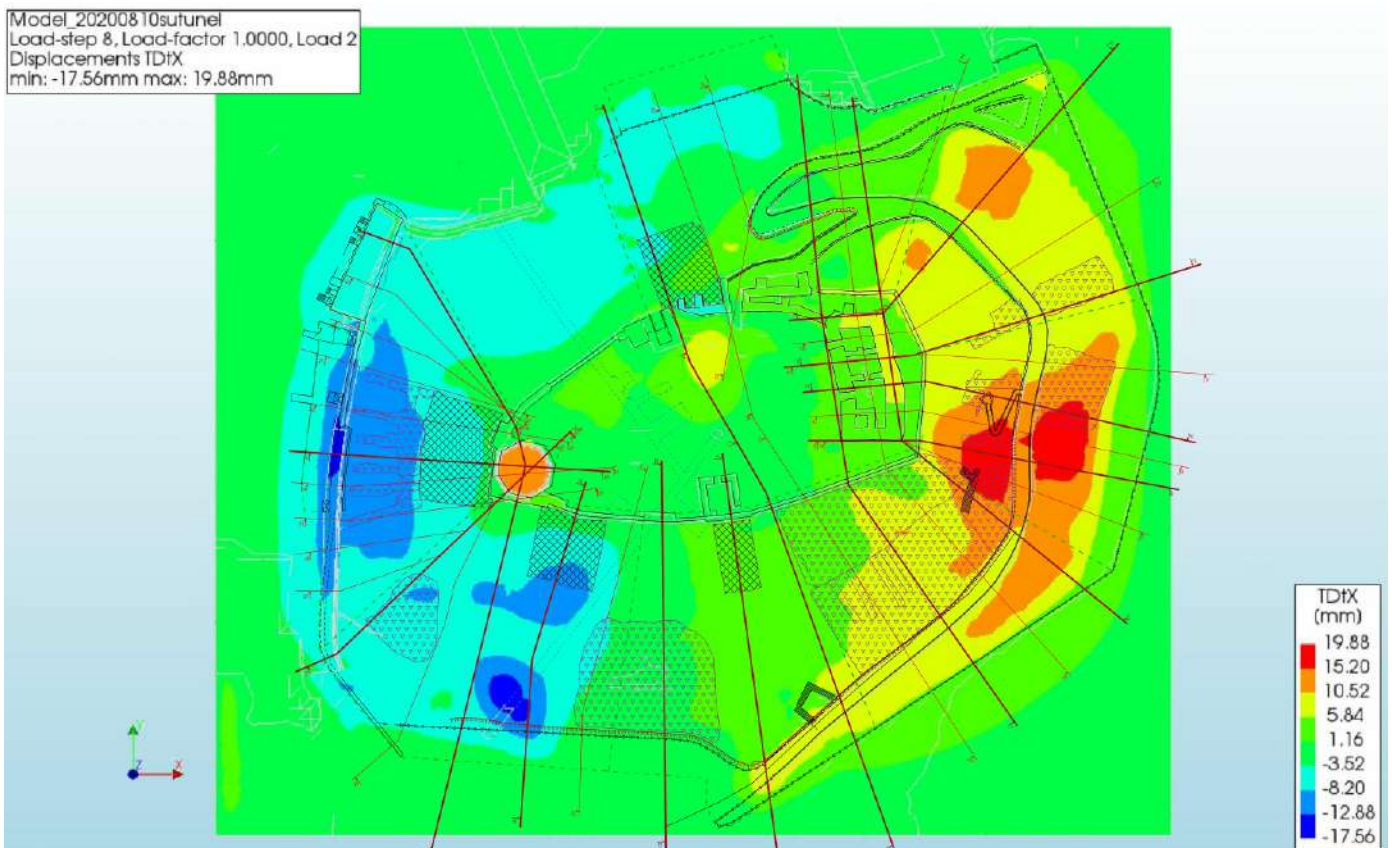 Model_20200810sutunel
Load-step 8, Load-factor 1.0000, Load 2
Displacements TDtX
min: -17.56mm max: 19.88mm
Y
Z
X
TDtX
(mm)
19.88
15.20
10.52
5.84
1.16
-3.52
-8.20
-12.88
-17.56